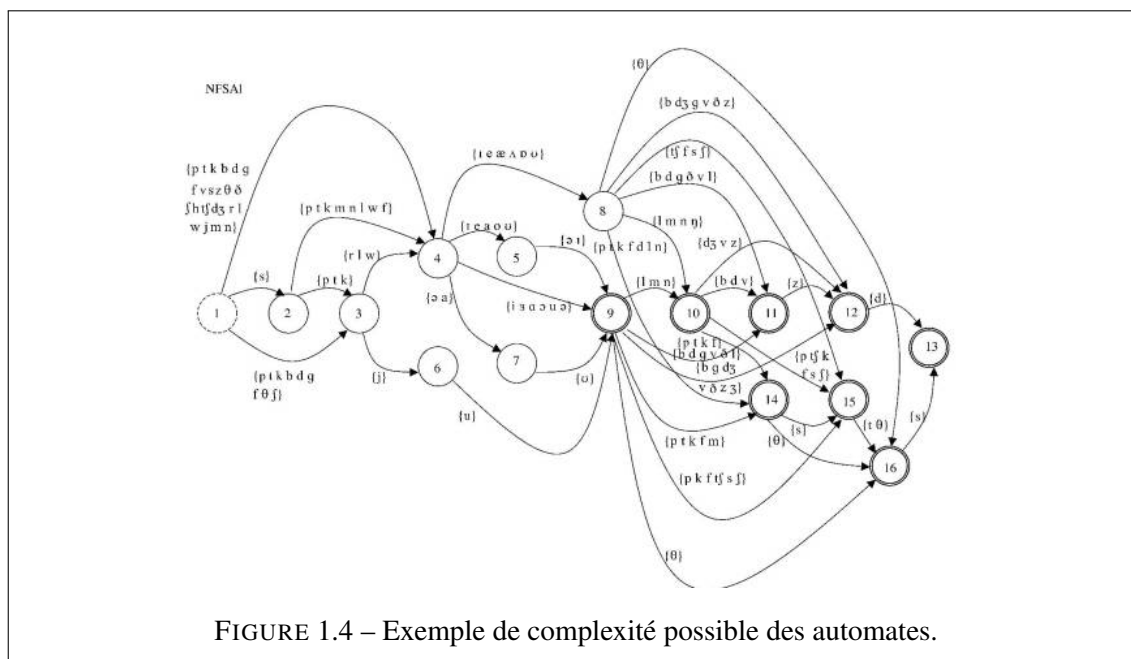 NFSA1
{θ}
{b dʒ g v ð z}
{tʃ f s ʃ}
{p t k b d g
f v s z θ ð
ʃ h tʃ dʒ r l
w j m n}
{ɪ e æ ʌ ɒ ʊ}
{b d g ð v l}
8
{p t k m n l w f}
{l m n ŋ}
{ɪ e a o ʊ}
{p t k f d l n}
{dʒ v z}
{r l w}
4
5
{ə ɪ}
{s}
{p t k}
{l m n}
{b d v}
{z}
{ə a}
{i ɜ ɑ ɔ u ə}
{d}
1
2
3
9
10
11
12
{p t k f}
13
{j}
7
{b d g v ð l}
{p tʃ k
f s ʃ}
{p t k b d g
f θ ʃ}
6
{ʊ}
{b g dʒ
v ð z ʒ}
14
15
{u}
{s}
{t θ}
{s}
{p t k f m}
{θ}
16
{p k f tʃ s ʃ}
{θ}
FIGURE 1.4 – Exemple de complexité possible des automates.